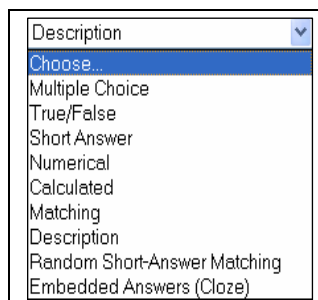 Description
Choose...
Multiple Choice
True/False
Short Answer
Numerical
Calculated
Matching
Description
Random Short-Answer Matching
Embedded Answers (Cloze)